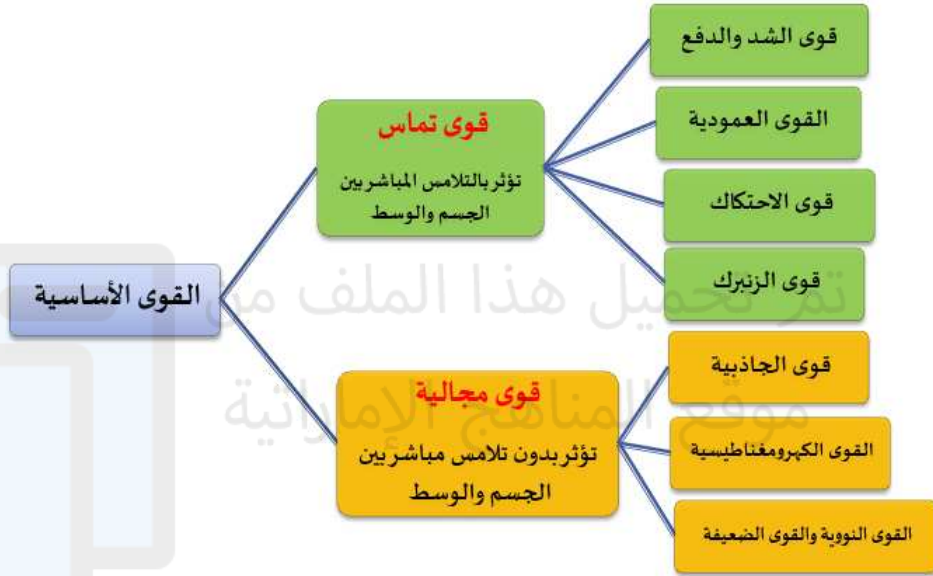 القوى الأساسية
قوى تماس
تؤثر بالتلامس المباشر بين
الجسم والوسط
قوى الشد والدفع
القوى العمودية
قوى الاحتكاك
قوى الزنبرك
قوى مجالية
تؤثر بدون تلامس مباشر بين
الجسم والوسط
قوى الجاذبية
القوى الكهرومغناطيسية
القوى النووية والقوى الضعيفة
تم تحميل هذا الملف من
موقع المناهج الإماراتية